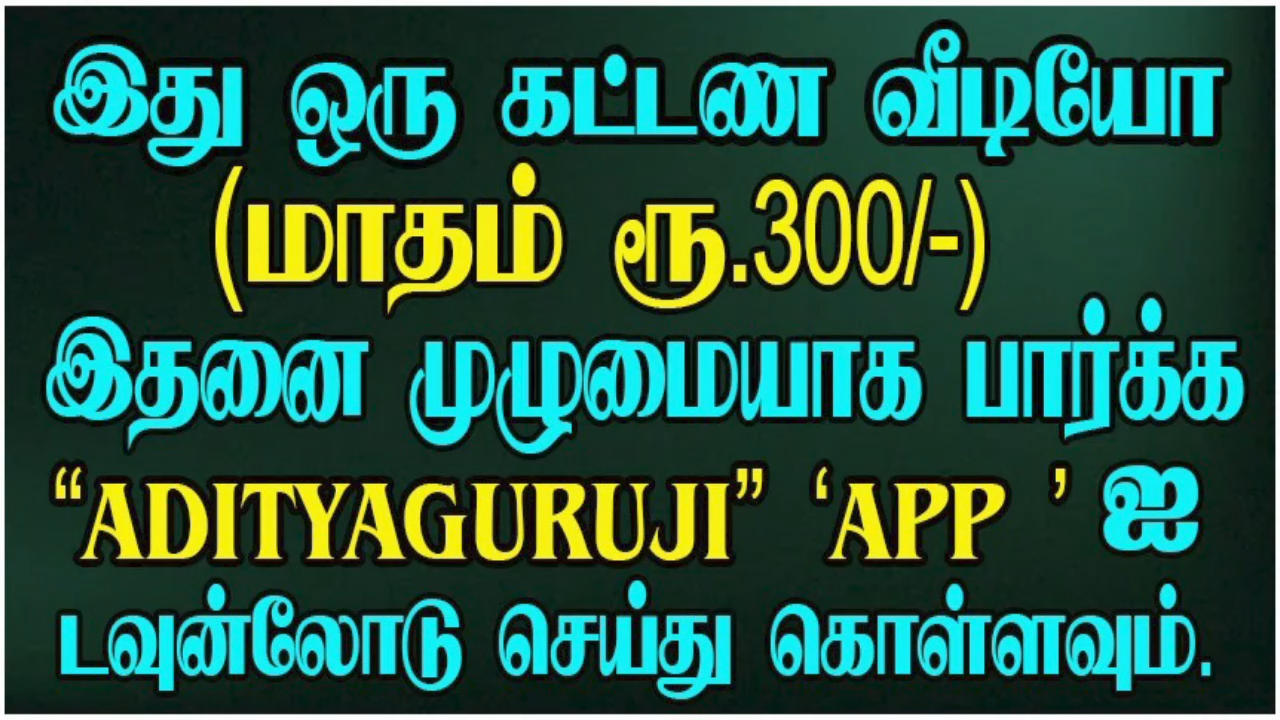 இது ஒரு கட்டண வீடியோ
(மாதம் ரூ.300/-)
இதனை முழுமையாக பார்க்க
“ADITYAGURUJI” ‘APP ’ ஐ
டவுன்லோடு செய்து கொள்ளவும்.